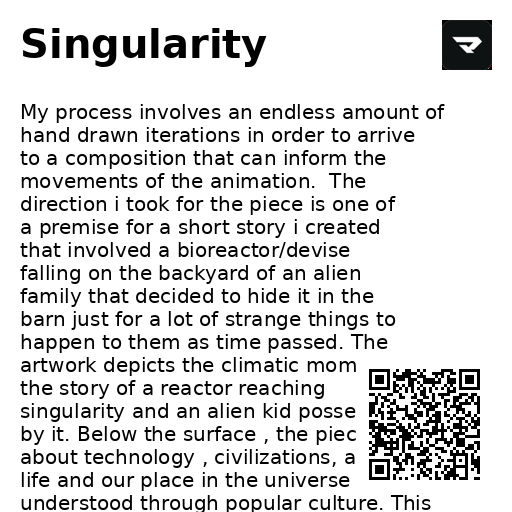 Singularity
My process involves an endless amount of
hand drawn iterations in order to arrive
to a composition that can inform the
movements of the animation.  The
direction i took for the piece is one of
a premise for a short story i created
that involved a bioreactor/devise
falling on the backyard of an alien
family that decided to hide it in the
barn just for a lot of strange things to
happen to them as time passed. The
artwork depicts the climatic mom
the story of a reactor reaching
singularity and an alien kid posse
by it. Below the surface , the piec
about technology , civilizations, a
life and our place in the universe
understood through popular culture. This